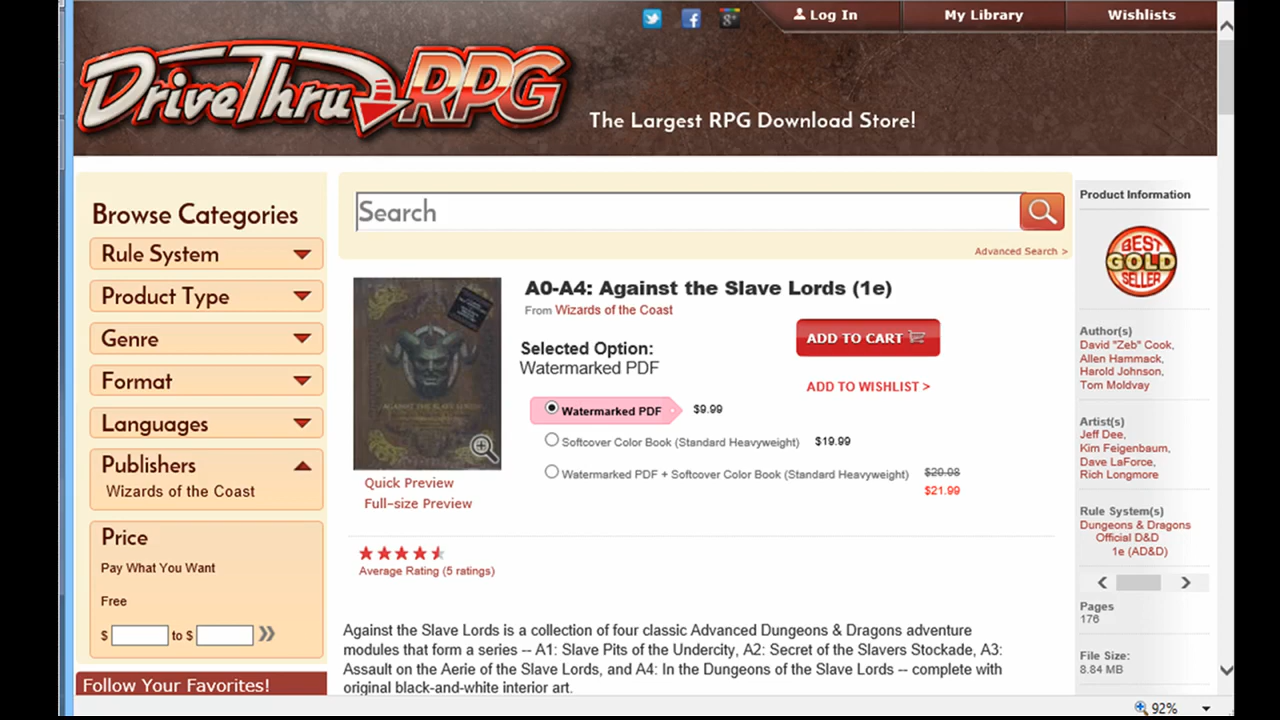 Log In
My Library
Wishlists
DriveThruRPG
The Largest RPG Download Store!
Browse Categories
Rule System
Product Type
Genre
Format
Languages
Publishers
Wizards of the Coast
Price
Pay What You Want
Free
$ to $
Follow Your Favorites!
Search
Advanced Search >
A0-A4: Against the Slave Lords (1e)
From Wizards of the Coast
ADD TO CART
Selected Option:
Watermarked PDF
ADD TO WISHLIST >
Watermarked PDF $9.99
Softcover Color Book (Standard Heavyweight) $19.99
Watermarked PDF + Softcover Color Book (Standard Heavyweight)
$21.99
AGAINST THE SLAVE LORDS
Quick Preview
Full-size Preview
Average Rating (5 ratings)
Against the Slave Lords is a collection of four classic Advanced Dungeons & Dragons adventure
modules that form a series -- A1: Slave Pits of the Undercity, A2: Secret of the Slavers Stockade, A3:
Assault on the Aerie of the Slave Lords, and A4: In the Dungeons of the Slave Lords -- complete with
original black-and-white interior art.
Product Information
BEST
GOLD
SELLER
Author(s)
David "Zeb" Cook,
Allen Hammack,
Harold Johnson,
Tom Moldvay
Artist(s)
Jeff Dee,
Kim Feigenbaum,
Dave LaForce,
Rich Longmore
Rule System(s)
Dungeons & Dragons
Official D&D
1e (AD&D)
Pages
176
File Size:
8.84 MB
92%